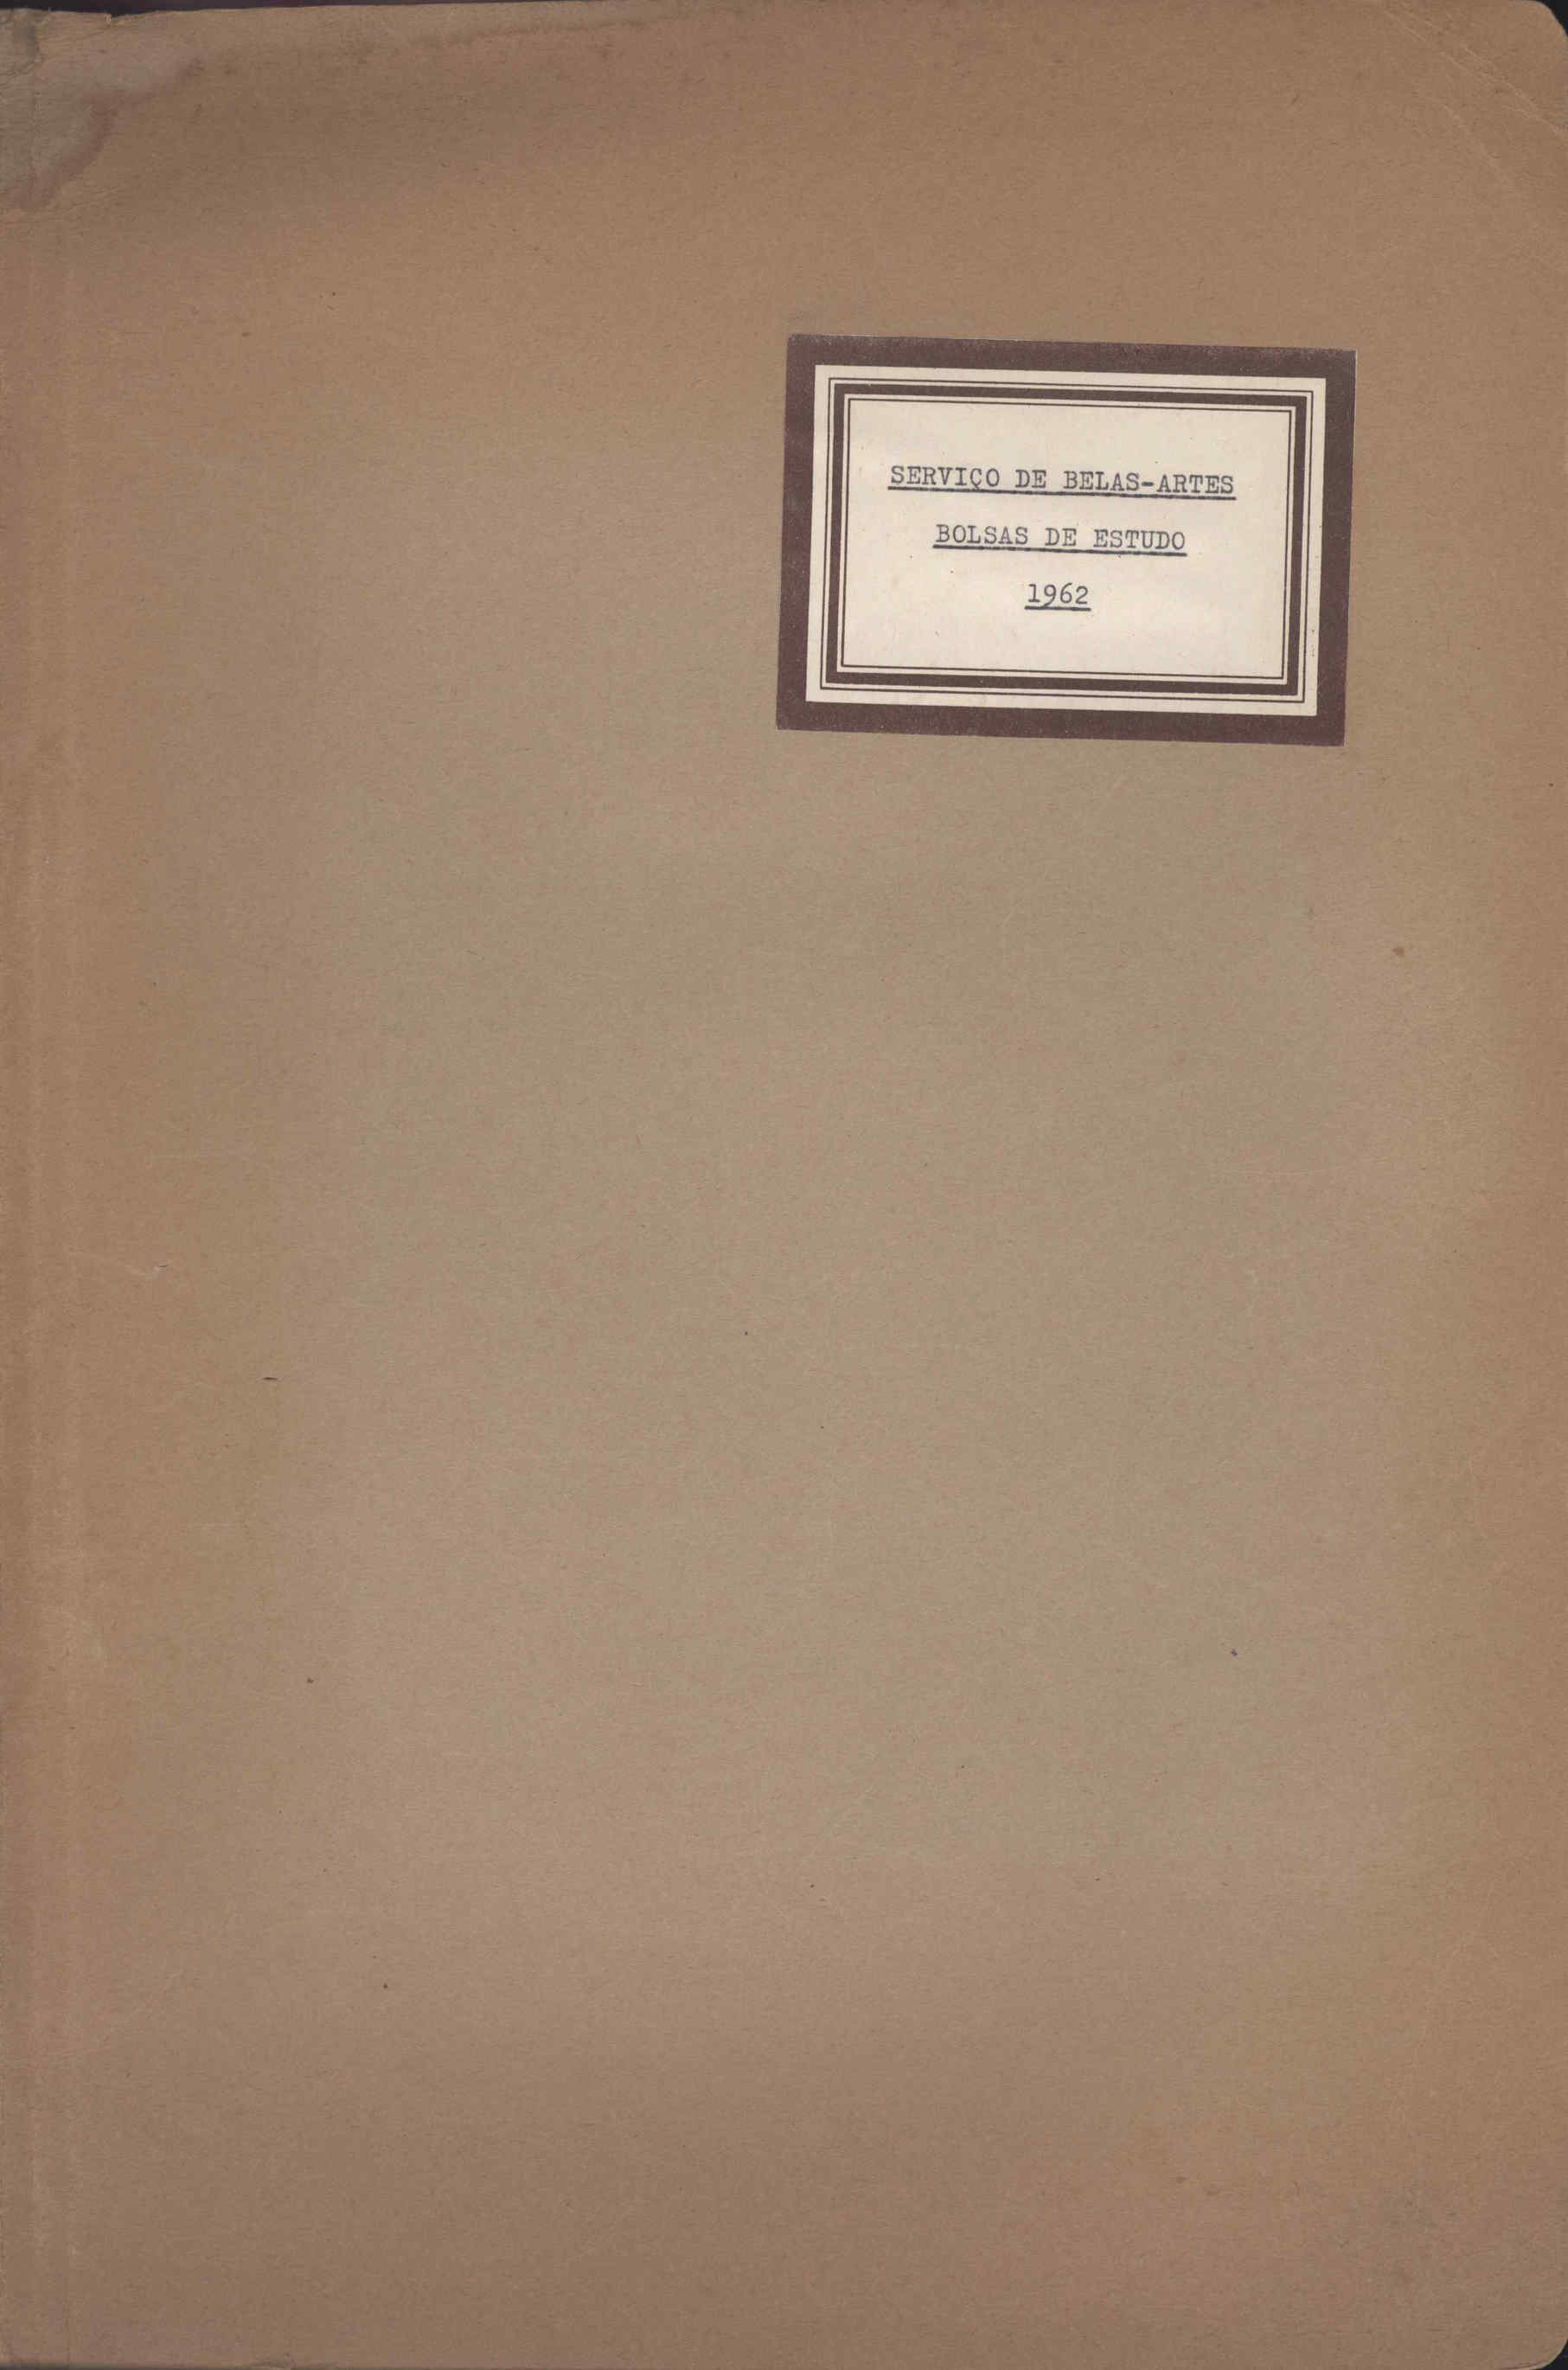 SERVIÇO DE BELAS-ARTES
BOLSAS DE ESTUDO
1962